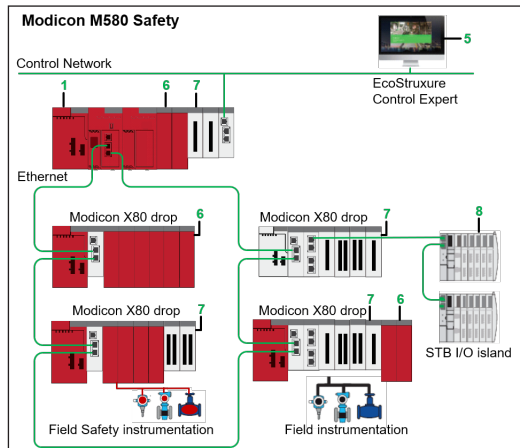 Modicon M580 Safety
5
Control Network
1
6
7
EcoStruxure
Control Expert
Ethernet
Modicon X80 drop
6
Modicon X80 drop
7
8
Modicon X80 drop
7
Modicon X80 drop
7
6
STB I/O island
Field Safety instrumentation
Field instrumentation